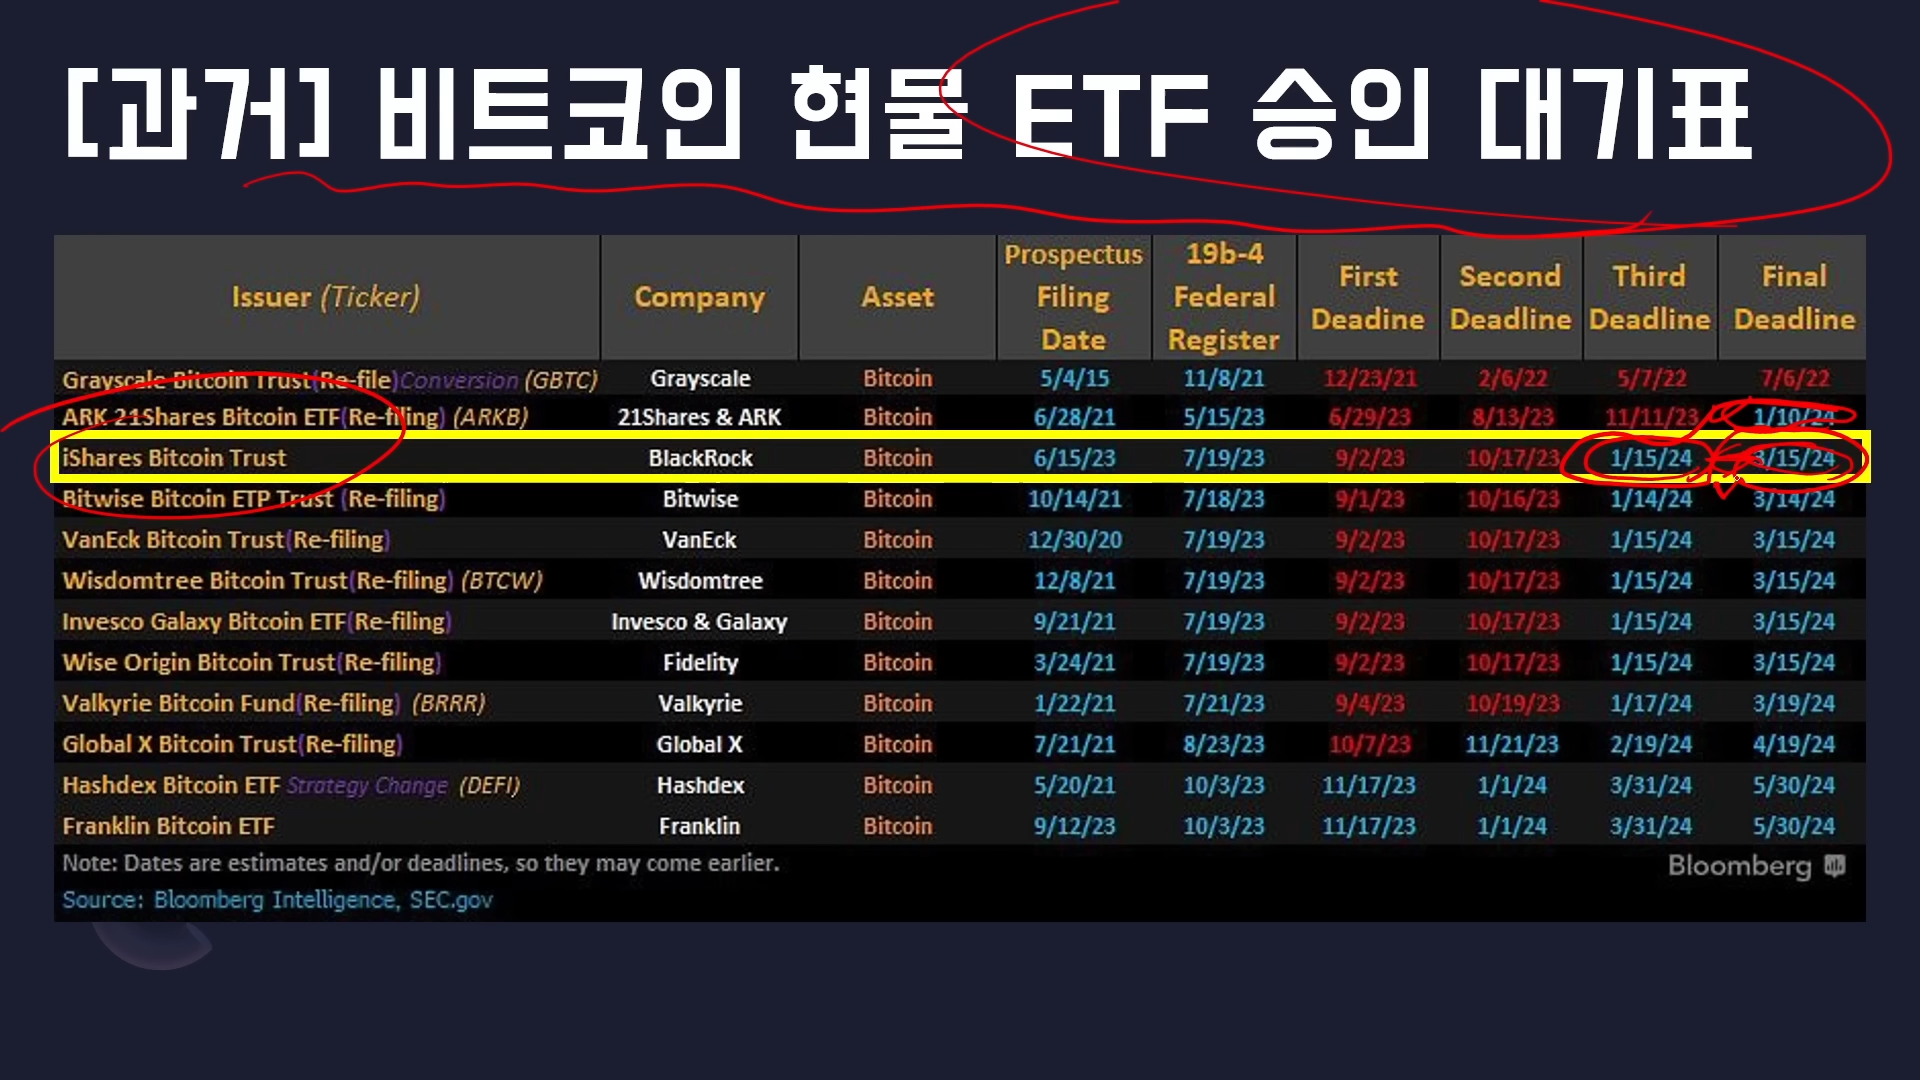 [과거] 비트코인 현물 ETF 승인 대기표
Issuer (Ticker) Company Asset Prospectus Filing Date 19b-4 Federal Register First Deadine Second Deadline Third Deadline Final Deadline
Grayscale Bitcoin Trust(Re-file)Conversion (GBTC) Grayscale Bitcoin 5/4/15 11/8/21 12/23/21 2/6/22 5/7/22 7/6/22
ARK 21Shares Bitcoin ETF(Re-filing) (ARKB) 21Shares & ARK Bitcoin 6/28/21 5/15/23 6/29/23 8/13/23 11/11/23 1/10/24
iShares Bitcoin Trust BlackRock Bitcoin 6/15/23 7/19/23 9/2/23 10/17/23 1/15/24 3/15/24
Bitwise Bitcoin ETP Trust (Re-filing) Bitwise Bitcoin 10/14/21 7/18/23 9/1/23 10/16/23 1/14/24 3/14/24
VanEck Bitcoin Trust(Re-filing) VanEck Bitcoin 12/30/20 7/19/23 9/2/23 10/17/23 1/15/24 3/15/24
Wisdomtree Bitcoin Trust(Re-filing) (BTCW) Wisdomtree Bitcoin 12/8/21 7/19/23 9/2/23 10/17/23 1/15/24 3/15/24
Invesco Galaxy Bitcoin ETF(Re-filing) Invesco & Galaxy Bitcoin 9/21/21 7/19/23 9/2/23 10/17/23 1/15/24 3/15/24
Wise Origin Bitcoin Trust(Re-filing) Fidelity Bitcoin 3/24/21 7/19/23 9/2/23 10/17/23 1/15/24 3/15/24
Valkyrie Bitcoin Fund(Re-filing) (BRRR) Valkyrie Bitcoin 1/22/21 7/21/23 9/4/23 10/19/23 1/17/24 3/19/24
Global X Bitcoin Trust(Re-filing) Global X Bitcoin 7/21/21 8/23/23 10/7/23 11/21/23 2/19/24 4/19/24
Hashdex Bitcoin ETF Strategy Change (DEFI) Hashdex Bitcoin 5/20/21 10/3/23 11/17/23 1/1/24 3/31/24 5/30/24
Franklin Bitcoin ETF Franklin Bitcoin 9/12/23 10/3/23 11/17/23 1/1/24 3/31/24 5/30/24
Note: Dates are estimates and/or deadlines, so they may come earlier.
Bloomberg
Source: Bloomberg Intelligence, SEC.gov